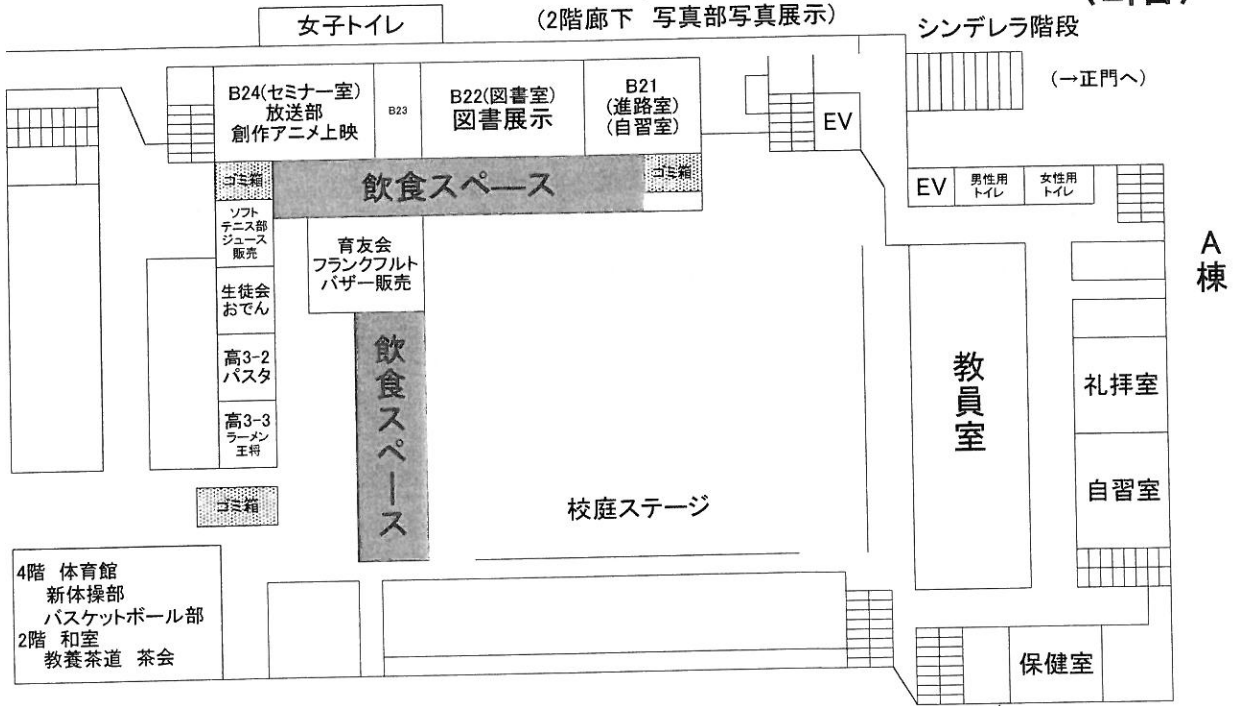 女子トイレ
(2階廊下 写真部写真展示)
シンデレラ階段
(→正門へ)
B24(セミナー室)
放送部
創作アニメ上映
B23
B22(図書室)
図書展示
B21
(進路室)
(自習室)
EV
ゴミ箱
飲食スペース
ゴミ箱
EV
男性用
トイレ
女性用
トイレ
A棟
ソフト
テニス部
ジュース
販売
育友会
フランクフルト
バザー販売
生徒会
おでん
高3-2
パスタ
高3-3
ラーメン
王将
飲食スペース
教員室
礼拝室
自習室
ゴミ箱
校庭ステージ
4階 体育館
新体操部
バスケットボール部
2階 和室
教養茶道 茶会
保健室